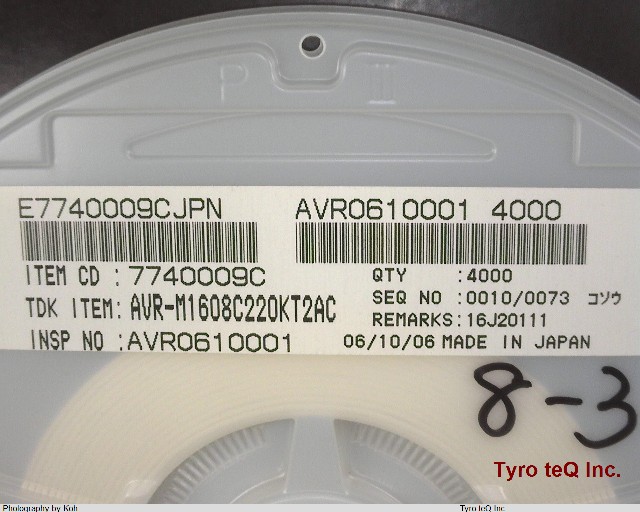 P III
E7740009CJPN AVR0610001 4000
ITEM CD : 7740009C QTY :4000
TDK ITEM: AVR-M1608C220KT2AC SEQ NO :0010/0073 コソウ
REMARKS:16J20111
INSP NO :AVR0610001 06/10/06 MADE IN JAPAN
8-3
Tyro teQ Inc.
Photography by Koh Tyro teQ Inc